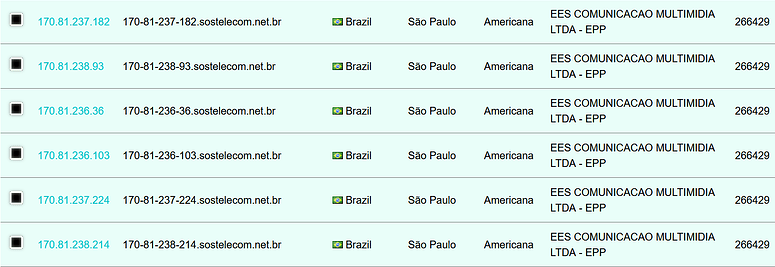 170.81.237.182 170-81-237-182.sostelecom.net.br Brazil São Paulo Americana EES COMUNICACAO MULTIMIDIA LTDA - EPP 266429
170.81.238.93 170-81-238-93.sostelecom.net.br Brazil São Paulo Americana EES COMUNICACAO MULTIMIDIA LTDA - EPP 266429
170.81.236.36 170-81-236-36.sostelecom.net.br Brazil São Paulo Americana EES COMUNICACAO MULTIMIDIA LTDA - EPP 266429
170.81.236.103 170-81-236-103.sostelecom.net.br Brazil São Paulo Americana EES COMUNICACAO MULTIMIDIA LTDA - EPP 266429
170.81.237.224 170-81-237-224.sostelecom.net.br Brazil São Paulo Americana EES COMUNICACAO MULTIMIDIA LTDA - EPP 266429
170.81.238.214 170-81-238-214.sostelecom.net.br Brazil São Paulo Americana EES COMUNICACAO MULTIMIDIA LTDA - EPP 266429